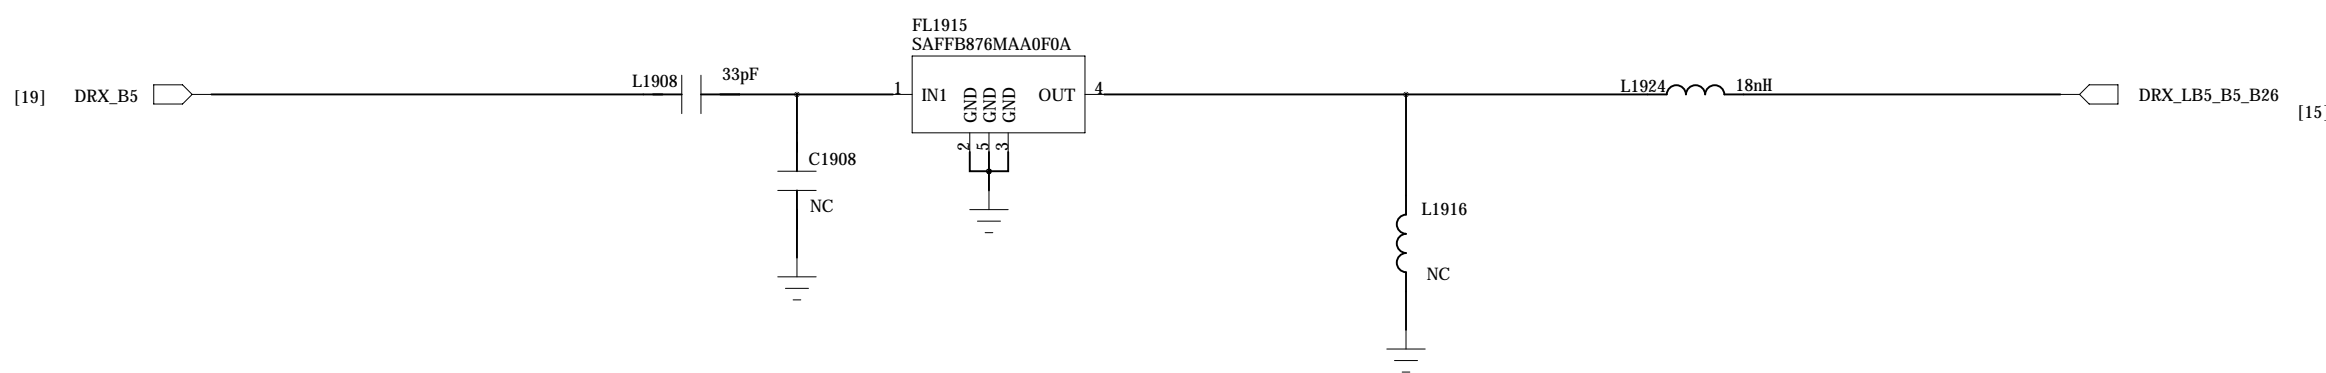 FL1915
SAFFB876MAA0F0A
[19] DRX_B5
L1908 33pF
1 IN1 GND GND GND OUT 4
L1924 18nH
DRX_LB5_B5_B26
[15]
2 5 3
C1908
NC
L1916
NC